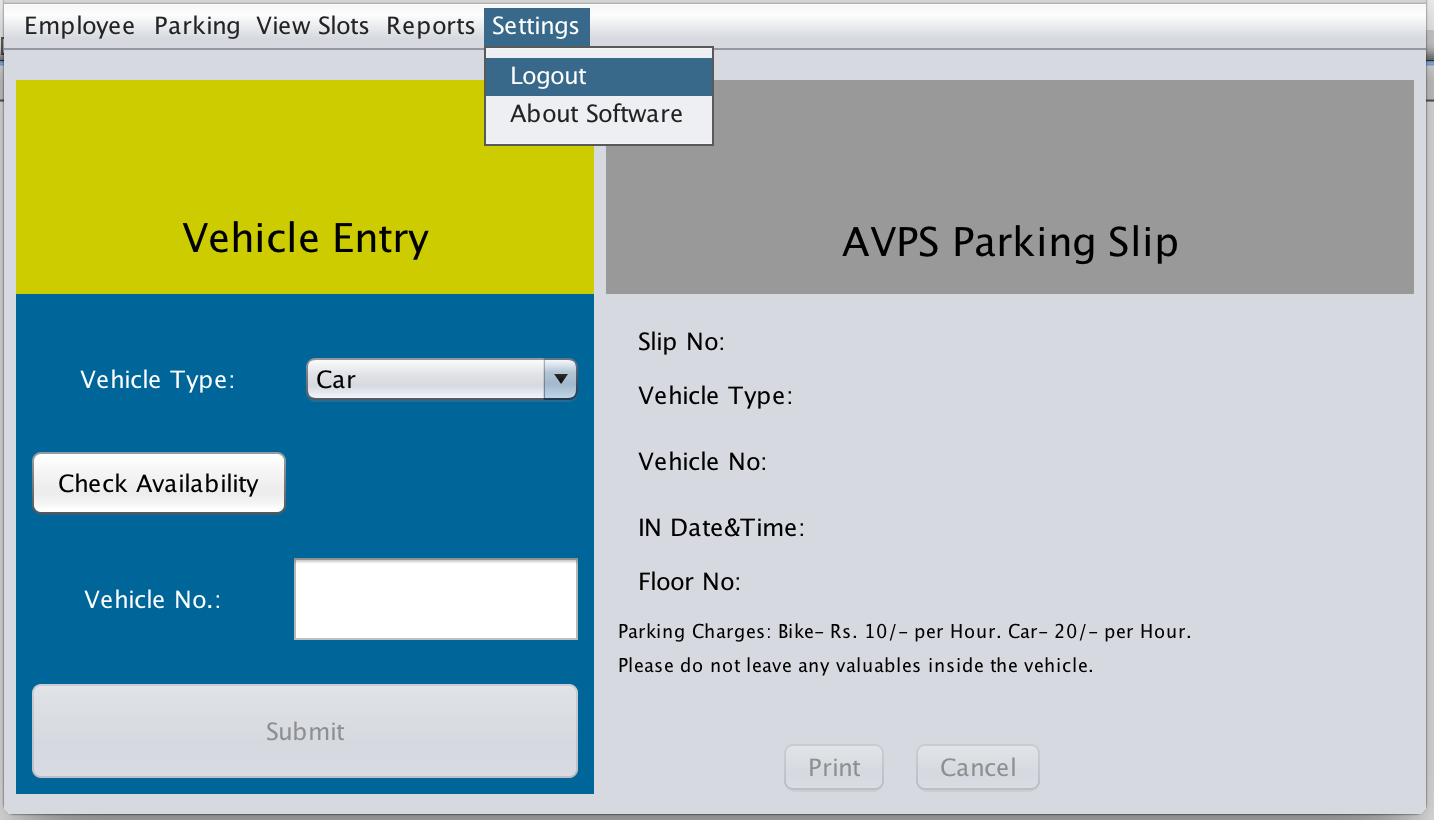 Employee Parking View Slots Reports Settings
Logout
About Software
Vehicle Entry
AVPS Parking Slip
Vehicle Type:
Car
Check Availability
Vehicle No.:
Submit
Slip No:
Vehicle Type:
Vehicle No:
IN Date&Time:
Floor No:
Parking Charges: Bike- Rs. 10/- per Hour. Car- 20/- per Hour.
Please do not leave any valuables inside the vehicle.
Print Cancel